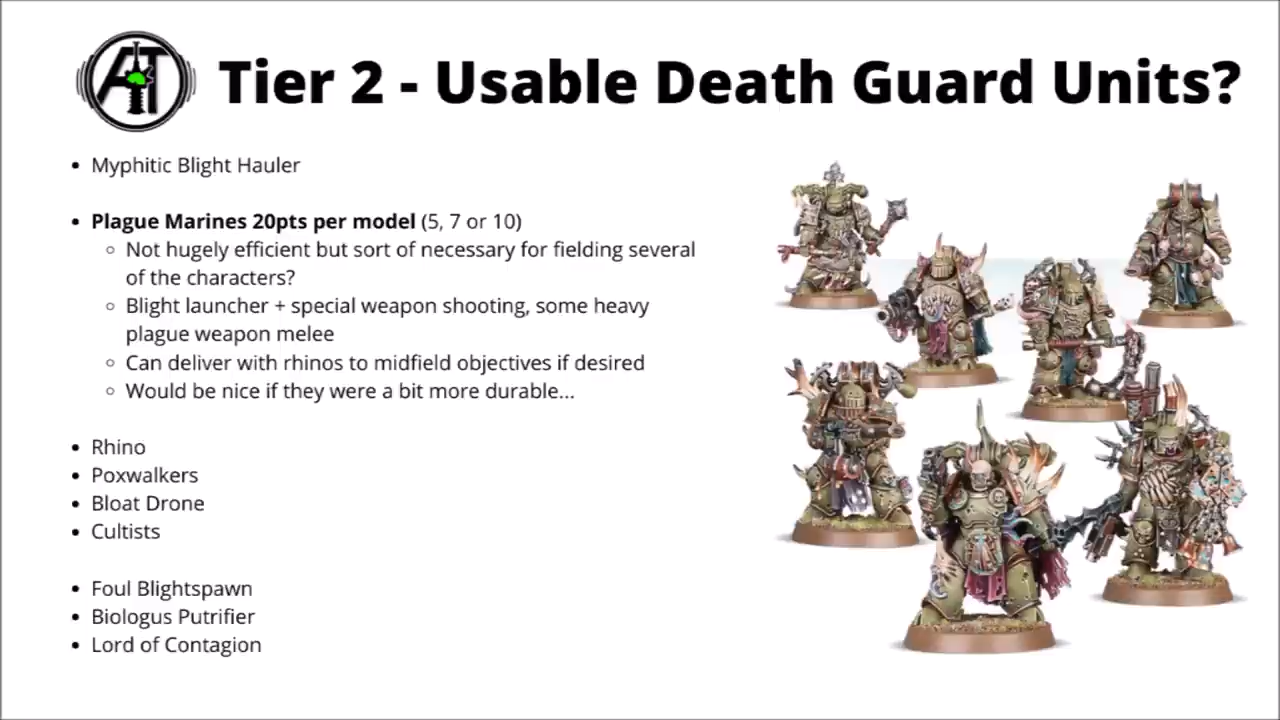 AT
Tier 2 - Usable Death Guard Units?
• Myphitic Blight Hauler
• Plague Marines 20pts per model (5, 7 or 10)
◦ Not hugely efficient but sort of necessary for fielding several
of the characters?
◦ Blight launcher + special weapon shooting, some heavy
plague weapon melee
◦ Can deliver with rhinos to midfield objectives if desired
◦ Would be nice if they were a bit more durable...
• Rhino
• Poxwalkers
• Bloat Drone
• Cultists
• Foul Blightspawn
• Biologus Putrifier
• Lord of Contagion